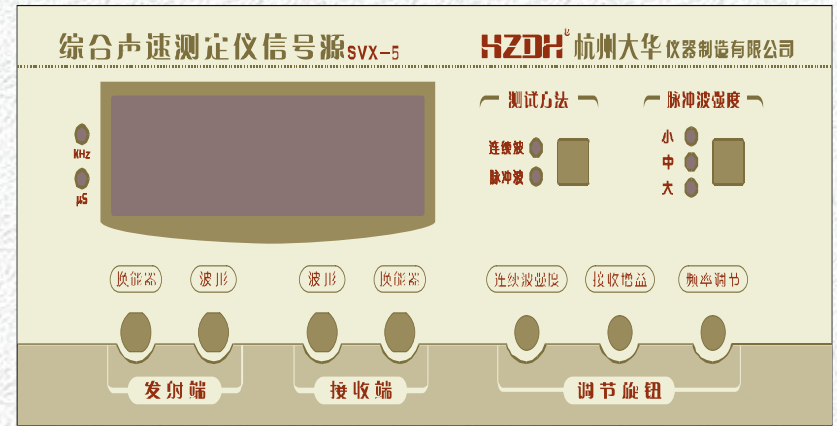 综合声速测定仪信号源SVX-5
HZDH® 杭州大华仪器制造有限公司
测试方法
脉冲波强度
KHz
μS
连续波
脉冲波
小
中
大
换能器
波形
波形
换能器
连续波强度
接收增益
频率调节
发射端
接收端
调节旋钮